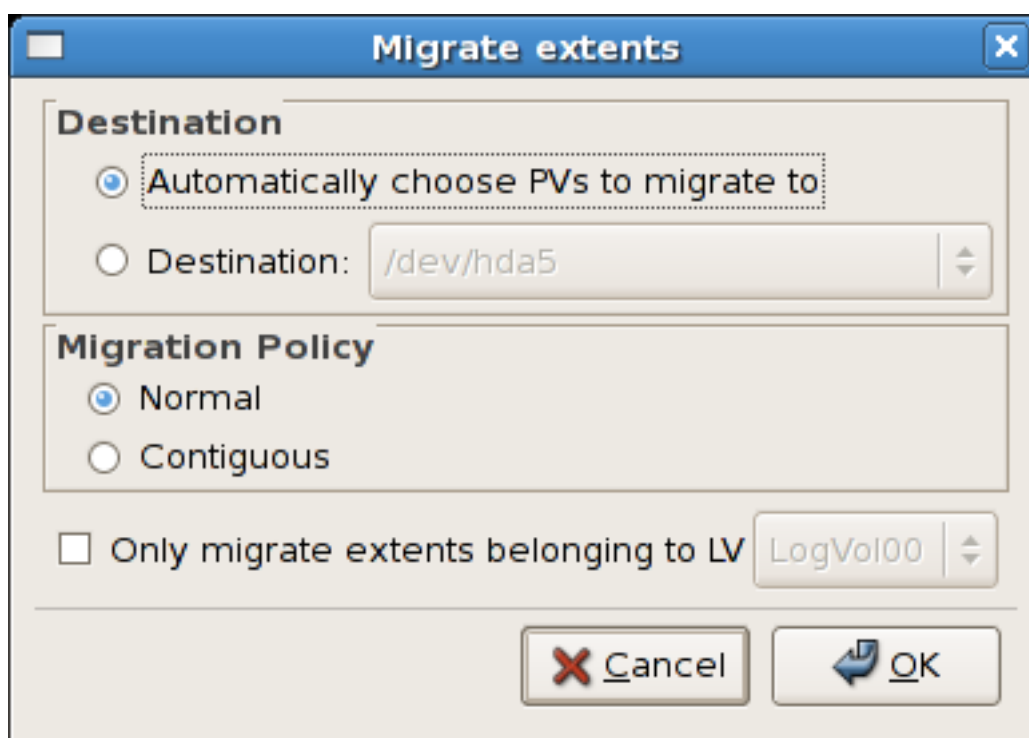 Migrate extents
Destination
Automatically choose PVs to migrate to
Destination: /dev/hda5
Migration Policy
Normal
Contiguous
Only migrate extents belonging to LV LogVol00
Cancel OK